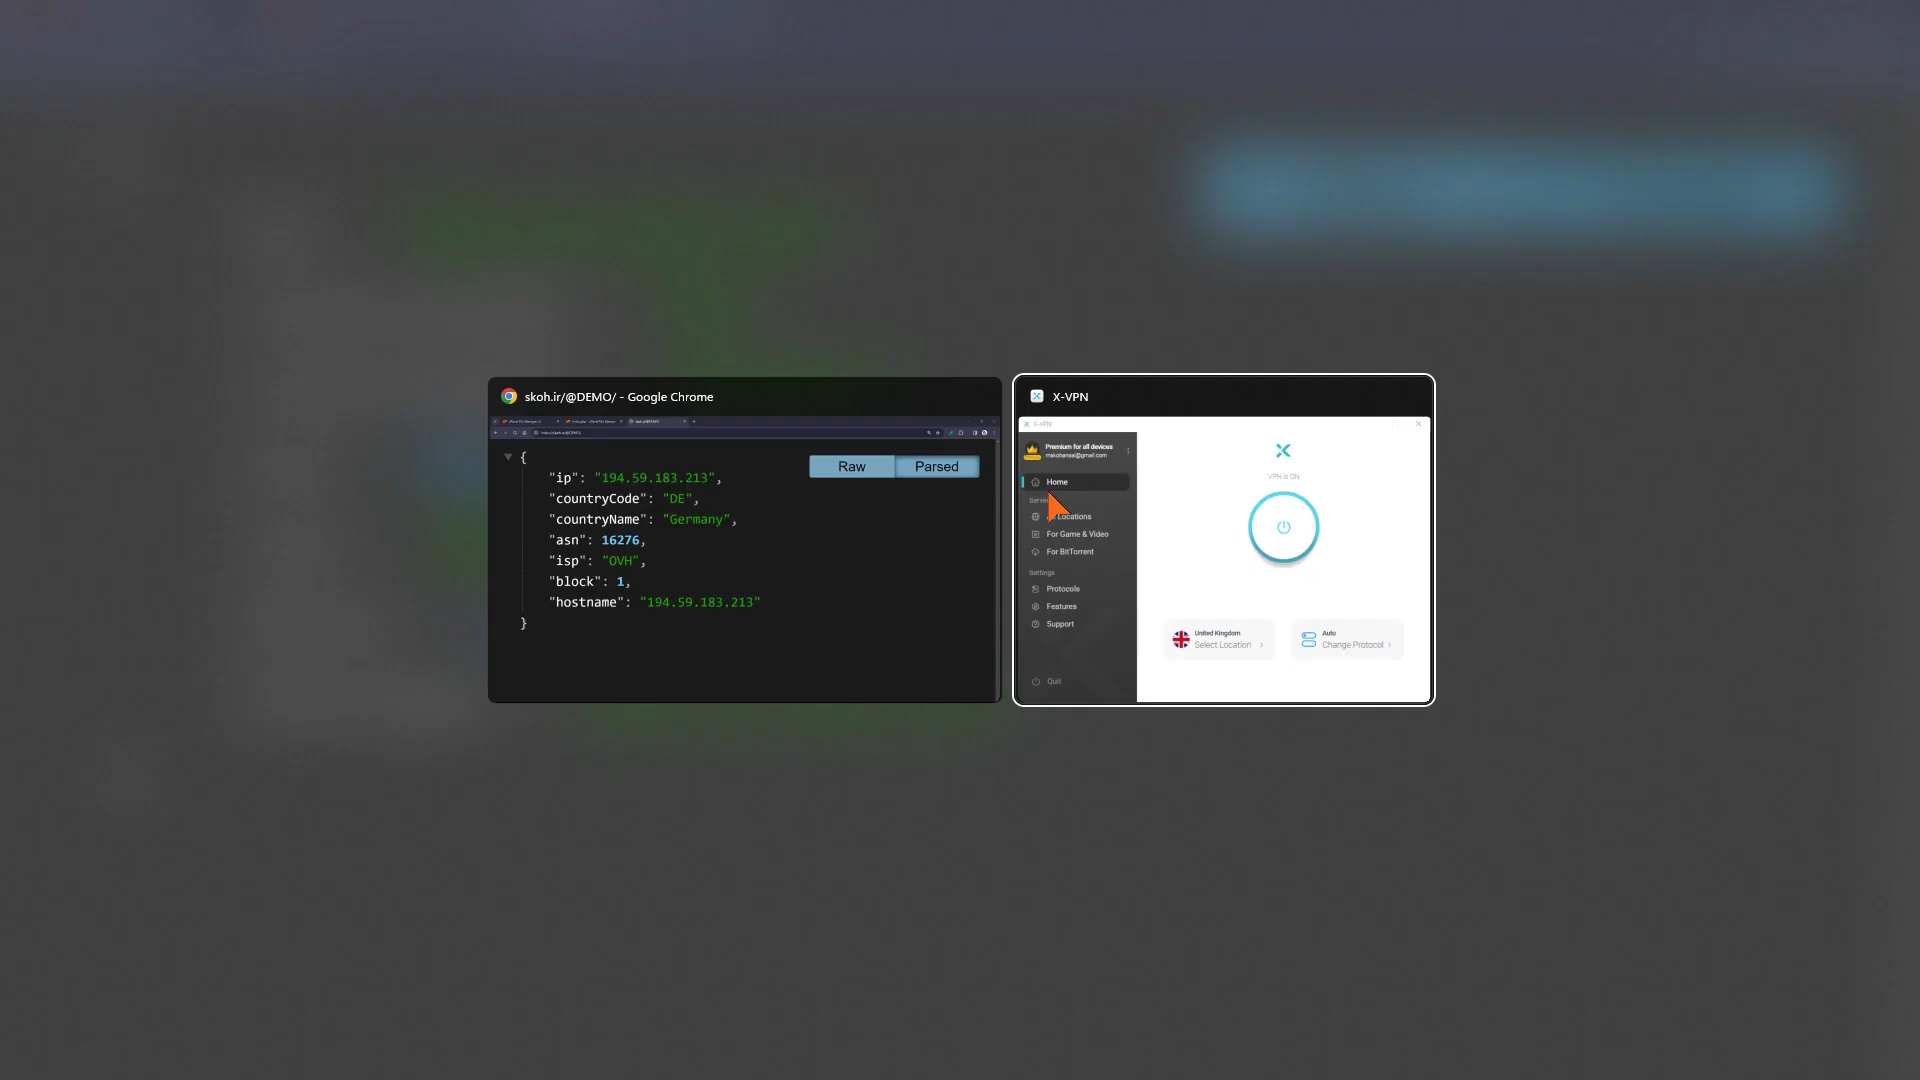 skoh.ir/@DEMO/ - Google Chrome
Raw
Parsed
{
"ip": "194.59.183.213",
"countryCode": "DE",
"countryName": "Germany",
"asn": 16276,
"isp": "OVH",
"block": 1,
"hostname": "194.59.183.213"
}
X-VPN
X-VPN
Premium for all devices
Home
Locations
For Game & Video
For BitTorrent
Settings
Protocols
Features
Support
Quit
VPN is ON
United Kingdom
Select Location
Auto
Change Protocol